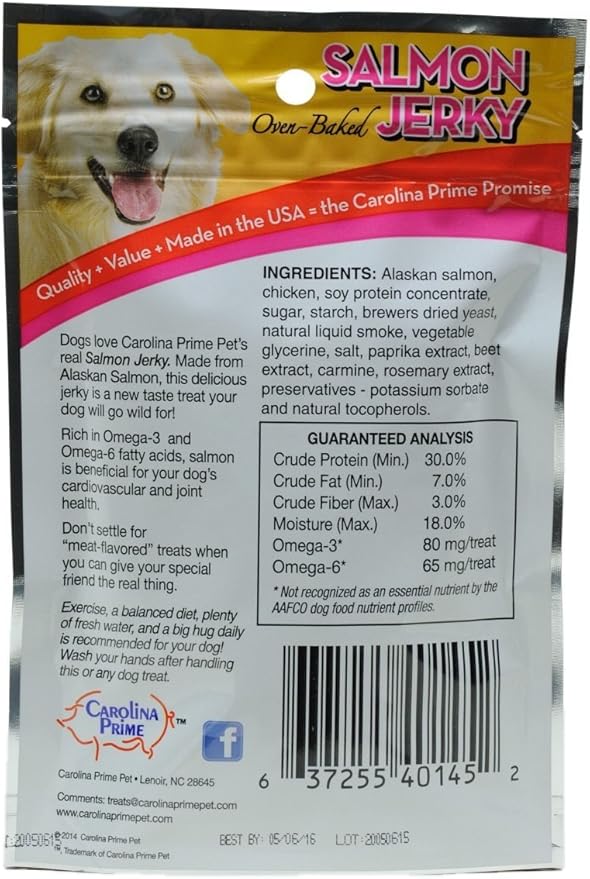 SALMON
Oven-Baked JERKY
Quality + Value + Made in the USA = the Carolina Prime Promise
Dogs love Carolina Prime Pet's
real Salmon Jerky. Made from
Alaskan Salmon, this delicious
jerky is a new taste treat your
dog will go wild for!
Rich in Omega-3 and
Omega-6 fatty acids, salmon
is beneficial for your dog's
cardiovascular and joint
health.
Don't settle for
"meat-flavored" treats when
you can give your special
friend the real thing.
Exercise, a balanced diet, plenty
of fresh water, and a big hug daily
is recommended for your dog!
Wash your hands after handling
this or any dog treat.
INGREDIENTS: Alaskan salmon,
chicken, soy protein concentrate,
sugar, starch, brewers dried yeast,
natural liquid smoke, vegetable
glycerine, salt, paprika extract, beet
extract, carmine, rosemary extract,
preservatives - potassium sorbate
and natural tocopherols.
GUARANTEED ANALYSIS
Crude Protein (Min.) 30.0%
Crude Fat (Min.) 7.0%
Crude Fiber (Max.) 3.0%
Moisture (Max.) 18.0%
Omega-3* 80 mg/treat
Omega-6* 65 mg/treat
* Not recognized as an essential nutrient by the
AAFCO dog food nutrient profiles.
CAROLINA
PRIME ™
f
Carolina Prime Pet • Lenoir, NC 28645
Comments: treats@carolinaprimepet.com
www.carolinaprimepet.com
6 37255 40145 2
©2014 Carolina Prime Pet
™, Trademark of Carolina Prime Pet
BEST BY: 05/06/16 LOT: 20050615